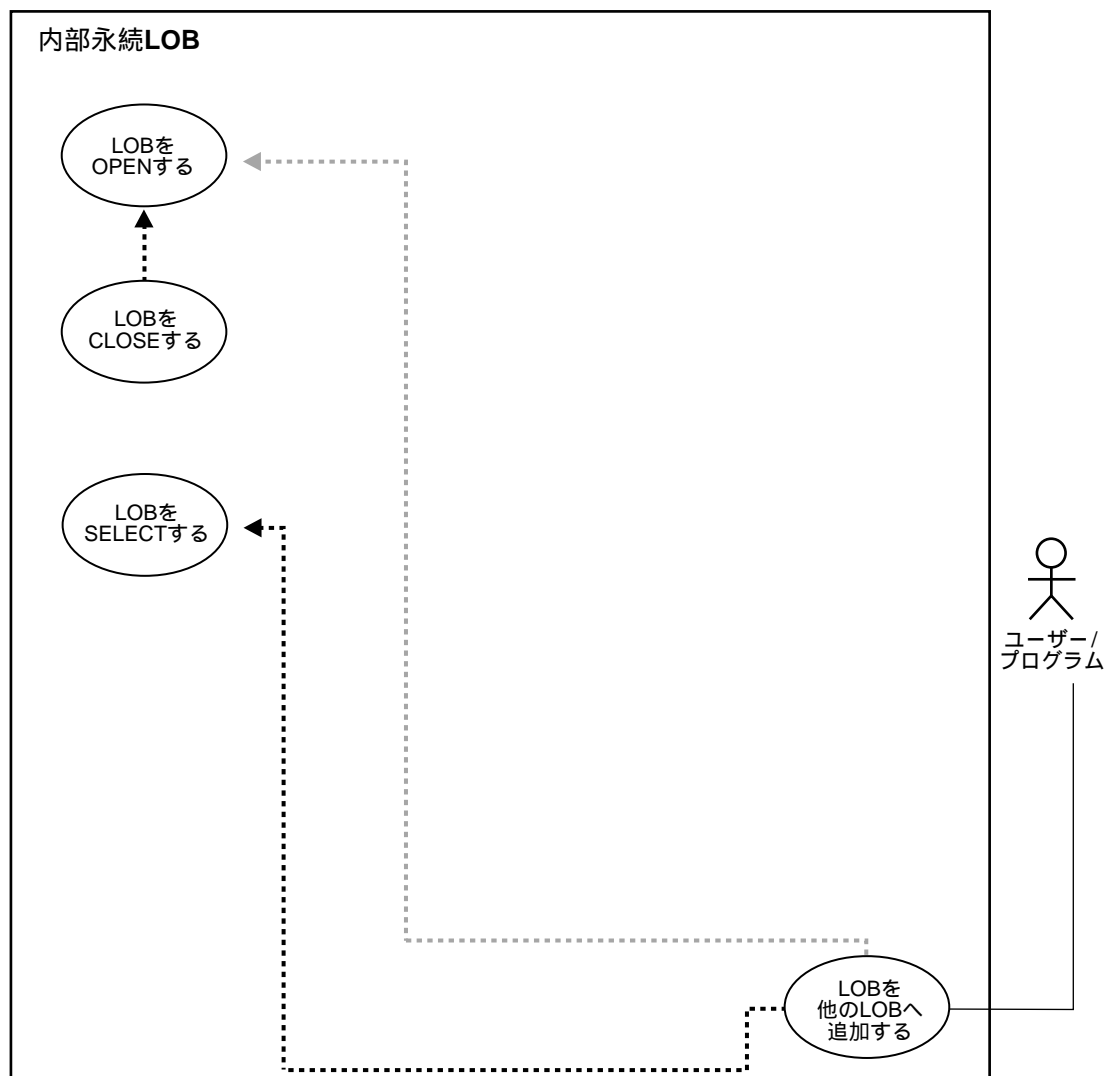 内部永続LOB
LOBを
OPENする
LOBを
CLOSEする
LOBを
SELECTする
ユーザー/
プログラム
LOBを
他のLOBへ
追加する